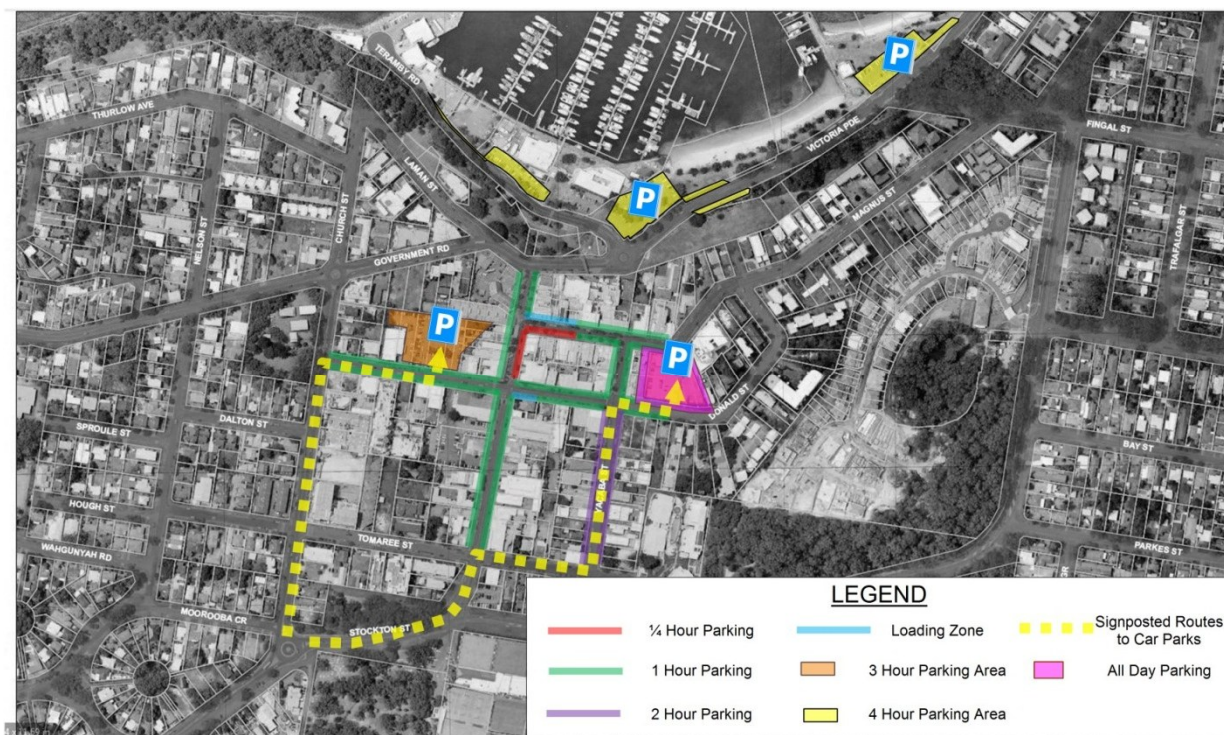 TERAMBY RD
THURLOW AVE
LAMAN ST
NELSON ST
CHURCH ST
GOVERNMENT RD
P
P
VICTORIA PDE
MAGNUS ST
FINGAL ST
TRAFALGAR ST
P
P
DONALD ST
DALTON ST
SPROULE ST
BAY ST
YACAABA ST
HOUGH ST
TOMAREE ST
WAHGUNYAH RD
PARKES ST
MOOROOBA CR
STOCKTON ST
LEGEND
¼ Hour Parking
Loading Zone
Signposted Routes
to Car Parks
1 Hour Parking
3 Hour Parking Area
All Day Parking
2 Hour Parking
4 Hour Parking Area